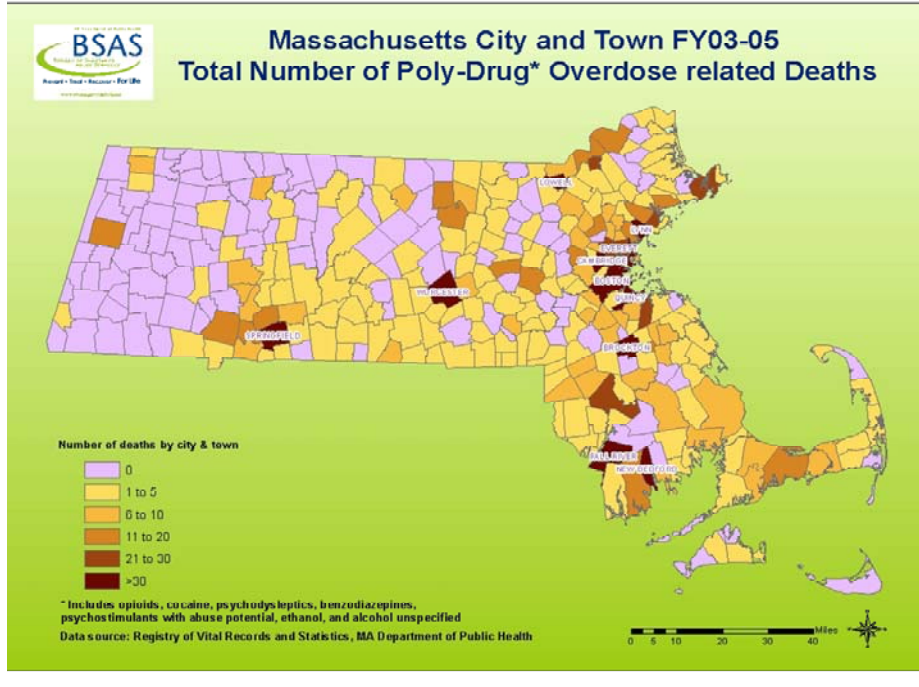 BSAS
Prevent • Treat • Recover • For Life
Massachusetts City and Town FY03-05
Total Number of Poly-Drug* Overdose related Deaths
LOWELL
LYNN
EVERETT
CAMBRIDGE
BOSTON
WORCESTER
QUINCY
SPRINGFIELD
BROCKTON
FALL RIVER
NEW BEDFORD
Number of deaths by city & town
0
1 to 5
6 to 10
11 to 20
21 to 30
>30
* Includes opioids, cocaine, psychodysleptics, benzodiazepines,
psychostimulants with abuse potential, ethanol, and alcohol unspecified
Data source: Registry of Vital Records and Statistics, MA Department of Public Health
Miles
0 5 10 20 30 40